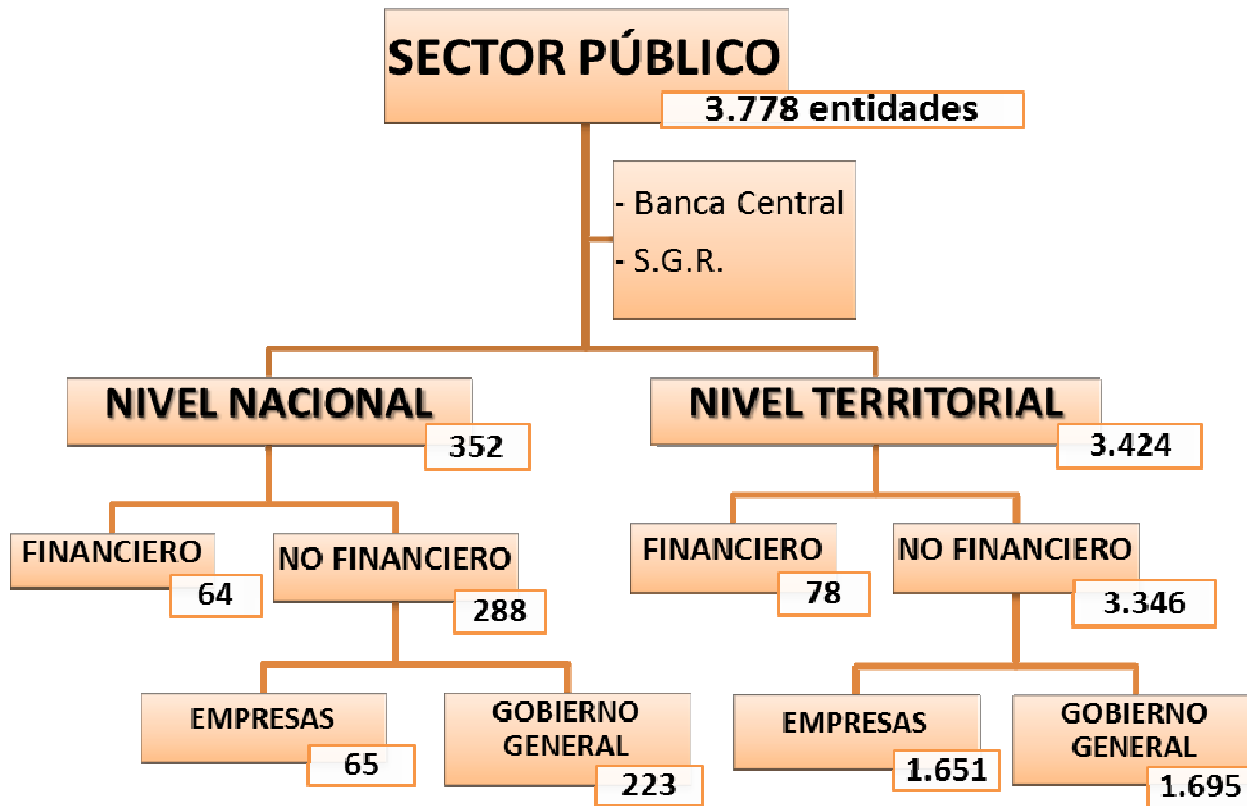 SECTOR PÚBLICO
3.778 entidades
- Banca Central
- S.G.R.
NIVEL NACIONAL
352
NIVEL TERRITORIAL
3.424
FINANCIERO
64
NO FINANCIERO
288
FINANCIERO
78
NO FINANCIERO
3.346
EMPRESAS
65
GOBIERNO
GENERAL
223
EMPRESAS
1.651
GOBIERNO
GENERAL
1.695